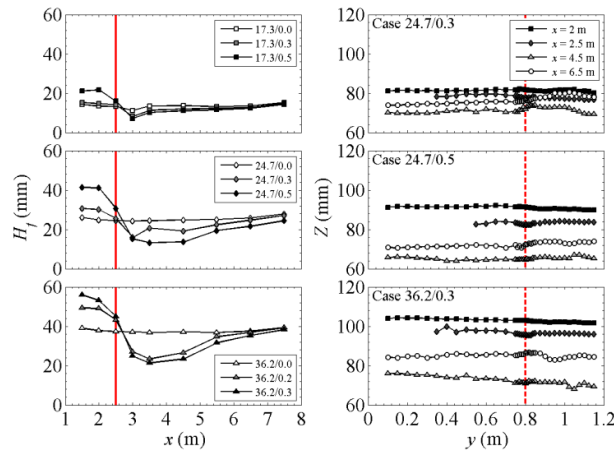 60
40
20
0
17.3/0.0
17.3/0.3
17.3/0.5
60
40
20
0
24.7/0.0
24.7/0.3
24.7/0.5
60
40
20
0
36.2/0.0
36.2/0.2
36.2/0.3
1 2 3 4 5 6 7 8
x (m)
H_f (mm)
120
100
80
60
Case 24.7/0.3
x = 2 m
x = 2.5 m
x = 4.5 m
x = 6.5 m
120
100
80
60
Case 24.7/0.5
120
100
80
60
Case 36.2/0.3
0 0.2 0.4 0.6 0.8 1 1.2
y (m)
Z (mm)